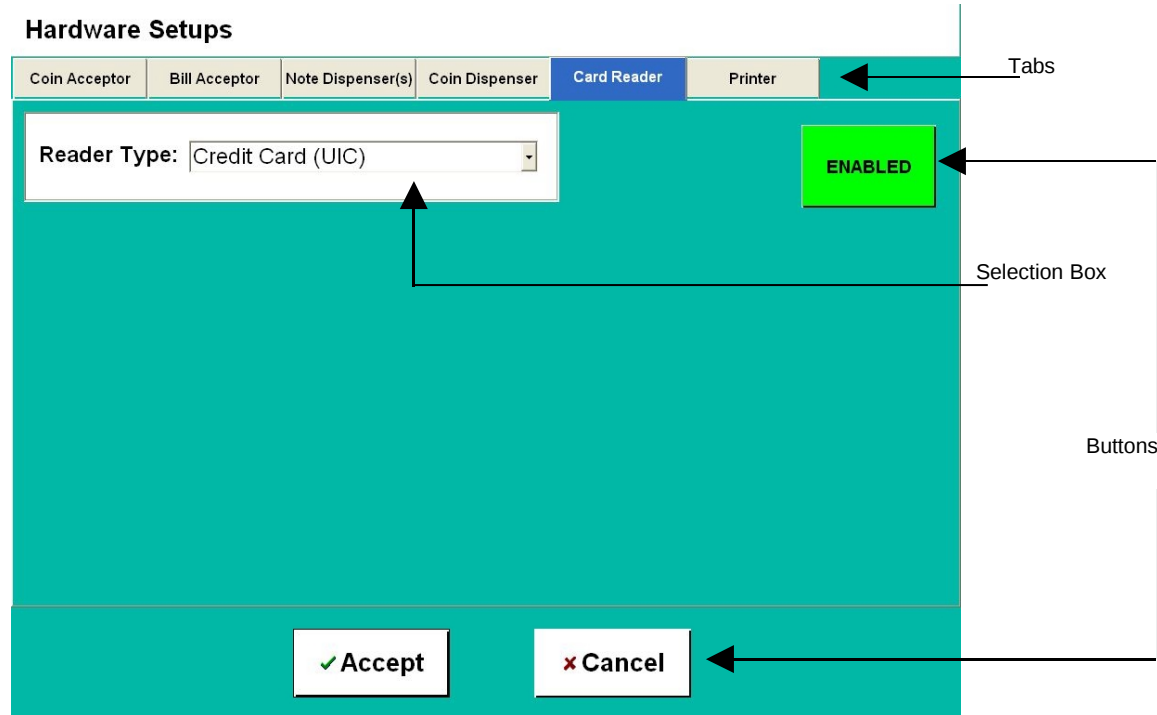 Hardware Setups
Coin Acceptor Bill Acceptor Note Dispenser(s) Coin Dispenser Card Reader Printer
Tabs
Reader Type: Credit Card (UIC)
ENABLED
Selection Box
Buttons
Accept Cancel